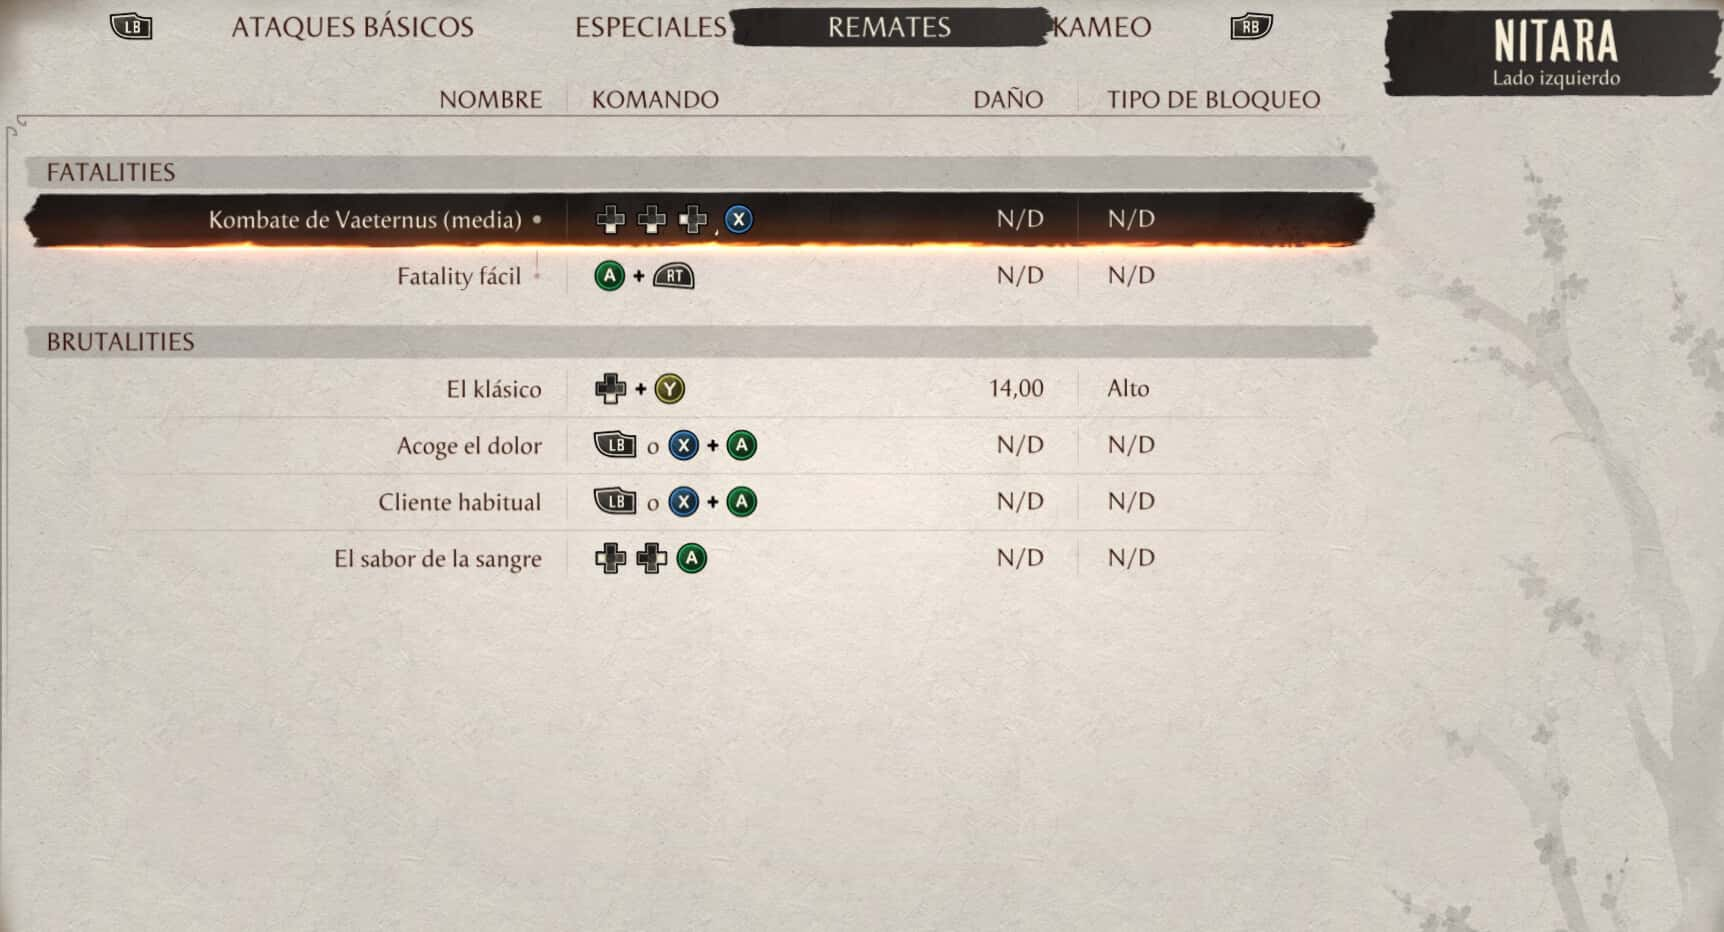 LB ATAQUES BÁSICOS ESPECIALES REMATES KAMEO RB
NITARA
Lado izquierdo
NOMBRE KOMANDO DAÑO TIPO DE BLOQUEO
FATALITIES
Kombate de Vaeternus (media) , X N/D N/D
Fatality fácil A + RT N/D N/D
BRUTALITIES
El klásico + Y 14,00 Alto
Acoge el dolor LB o X + A N/D N/D
Cliente habitual LB o X + A N/D N/D
El sabor de la sangre A N/D N/D